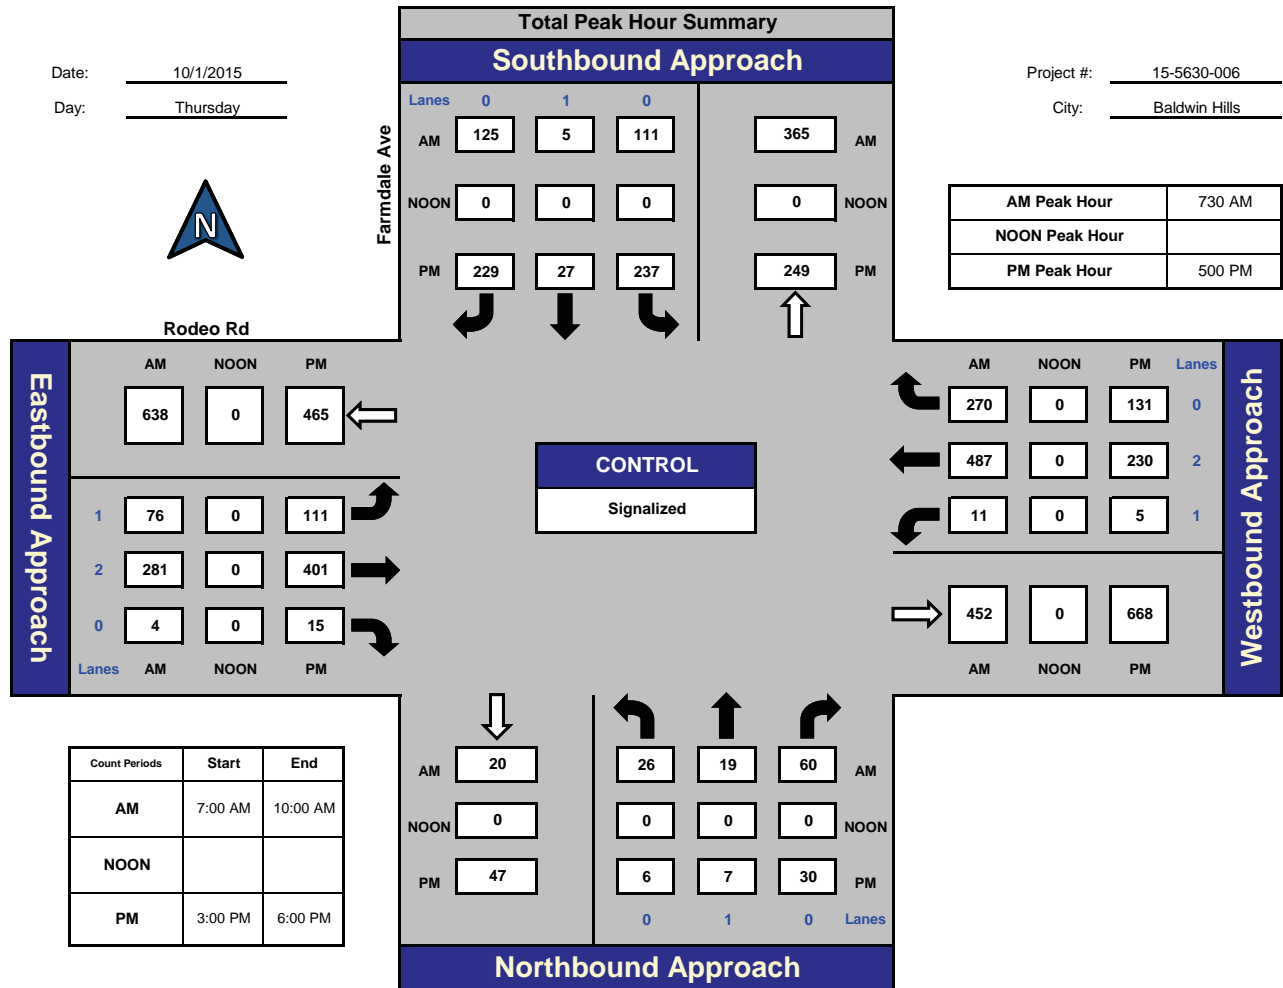 Total Peak Hour Summary
Southbound Approach
Date: 10/1/2015
Day: Thursday
Project #: 15-5630-006
City: Baldwin Hills
N
Farmdale Ave
Lanes 0 1 0
AM 125 5 111 365 AM
NOON 0 0 0 0 NOON
PM 229 27 237 249 PM
AM Peak Hour 730 AM
NOON Peak Hour
PM Peak Hour 500 PM
Rodeo Rd
Eastbound Approach
AM NOON PM
638 0 465
1 76 0 111
2 281 0 401
0 4 0 15
Lanes AM NOON PM
CONTROL
Signalized
AM NOON PM Lanes
270 0 131 0
487 0 230 2
11 0 5 1
452 0 668
AM NOON PM
Westbound Approach
Count Periods Start End
AM 7:00 AM 10:00 AM
NOON
PM 3:00 PM 6:00 PM
AM 20 26 19 60 AM
NOON 0 0 0 0 NOON
PM 47 6 7 30 PM
0 1 0 Lanes
Northbound Approach